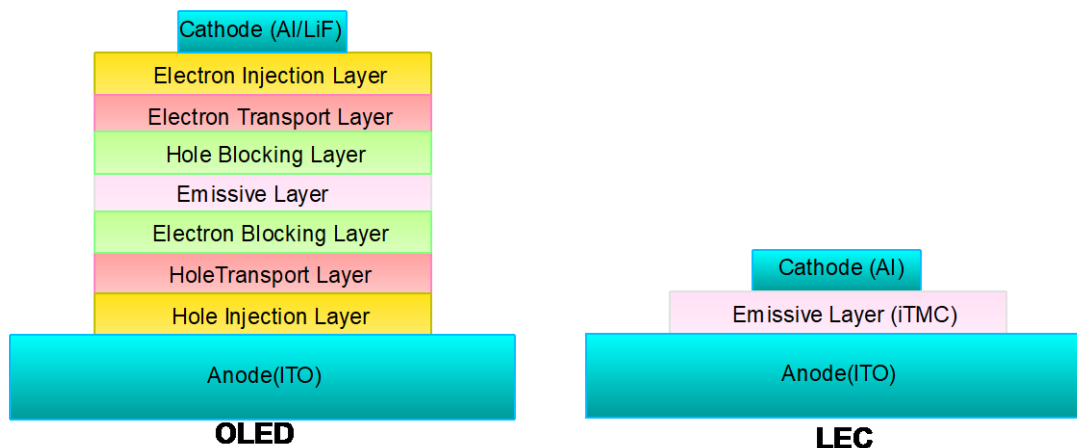 Cathode (Al/LiF)
Electron Injection Layer
Electron Transport Layer
Hole Blocking Layer
Emissive Layer
Electron Blocking Layer
HoleTransport Layer
Hole Injection Layer
Anode(ITO)
OLED
Cathode (Al)
Emissive Layer (iTMC)
Anode(ITO)
LEC